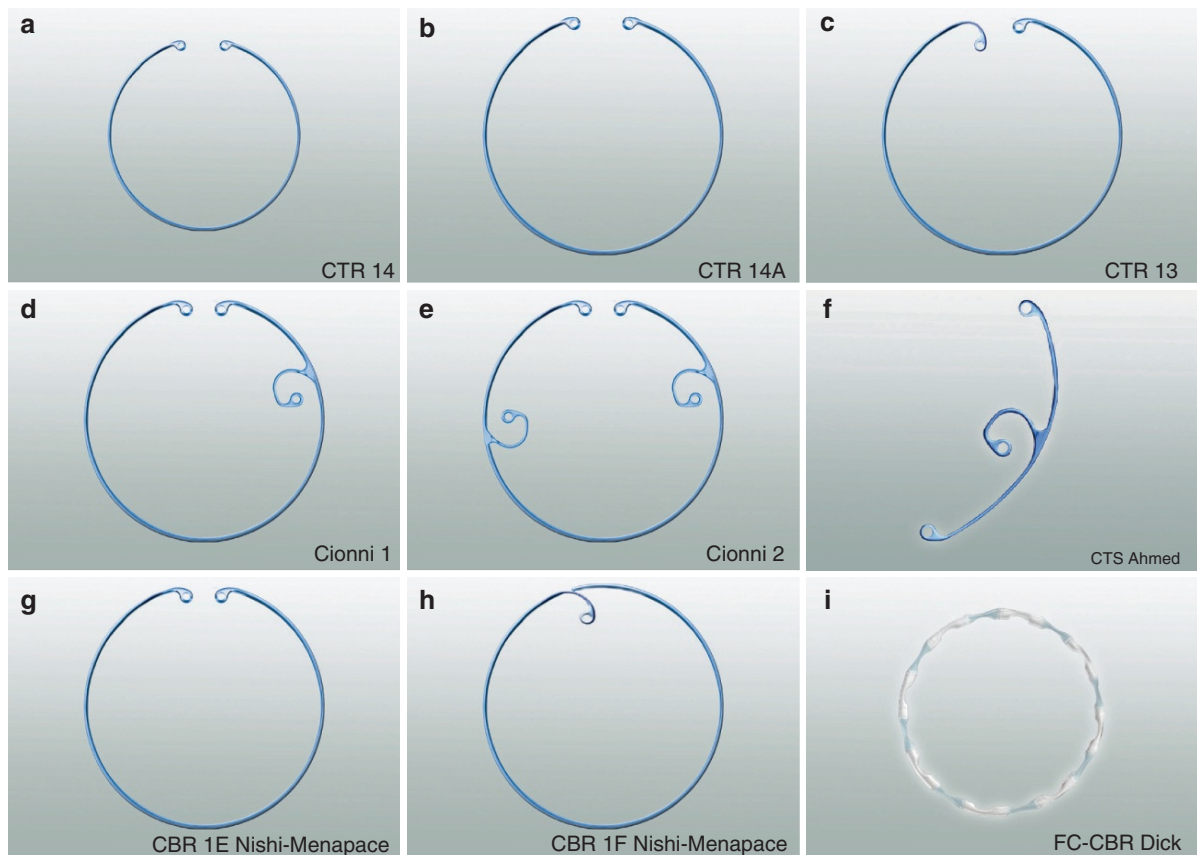 a
CTR 14
b
CTR 14A
c
CTR 13
d
Cionni 1
e
Cionni 2
f
CTS Ahmed
g
CBR 1E Nishi-Menapace
h
CBR 1F Nishi-Menapace
i
FC-CBR Dick